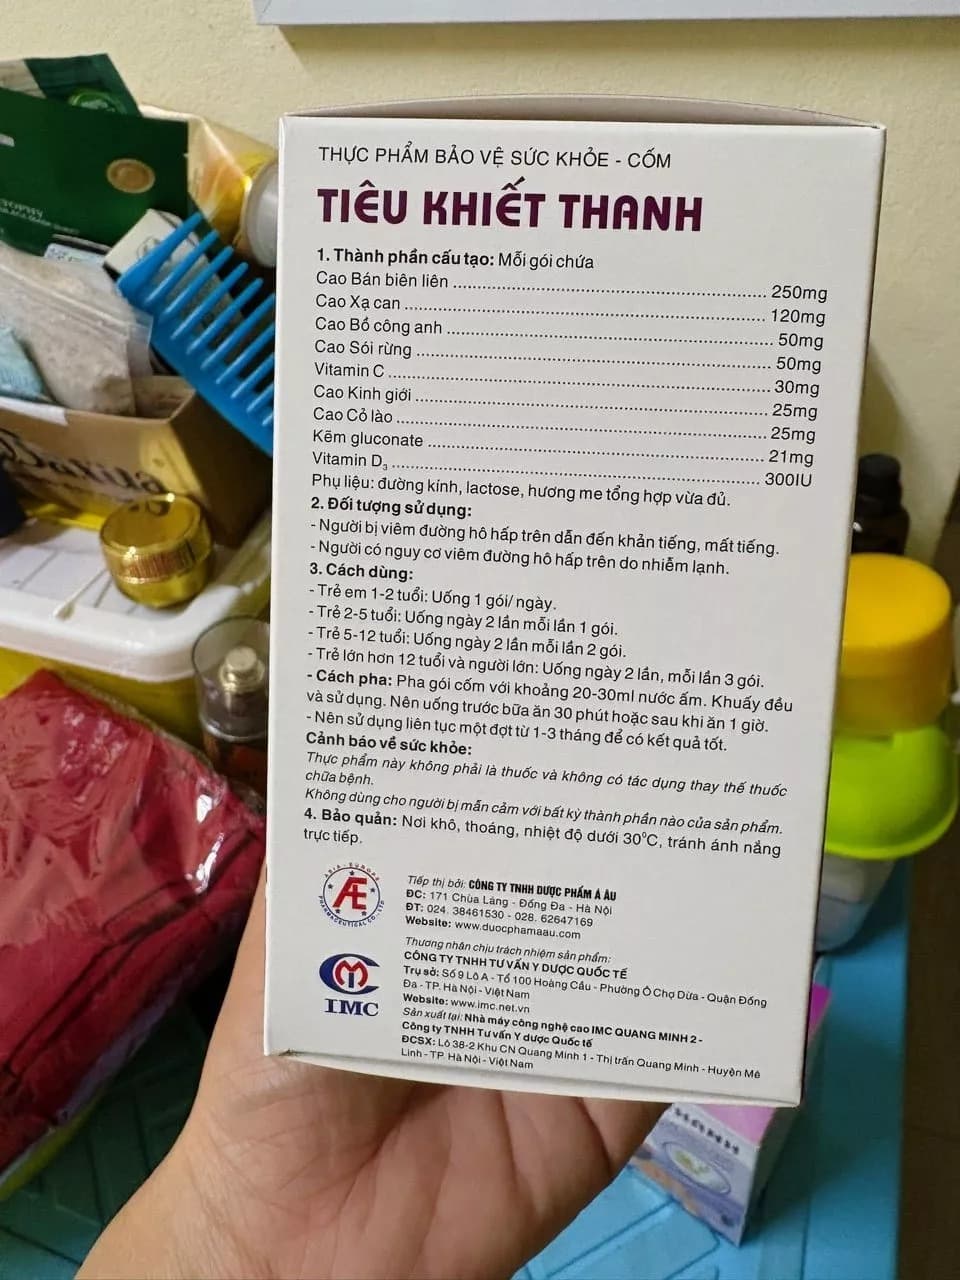 THỰC PHẨM BẢO VỆ SỨC KHỎE - CỐM
TIÊU KHIẾT THANH
1. Thành phần cấu tạo: Mỗi gói chứa
Cao Bán biên liên ........ 250mg
Cao Xạ can ........ 120mg
Cao Bồ công anh ........ 50mg
Cao Sói rừng ........ 50mg
Vitamin C ........ 30mg
Cao Kinh giới ........ 25mg
Cao Cỏ lào ........ 25mg
Kẽm gluconate ........ 21mg
Vitamin D3 ........ 300IU
Phụ liệu: đường kính, lactose, hương me tổng hợp vừa đủ.
2. Đối tượng sử dụng:
- Người bị viêm đường hô hấp trên dẫn đến khản tiếng, mất tiếng.
- Người có nguy cơ viêm đường hô hấp trên do nhiễm lạnh.
3. Cách dùng:
- Trẻ em 1-2 tuổi: Uống 1 gói/ ngày.
- Trẻ 2-5 tuổi: Uống ngày 2 lần mỗi lần 1 gói.
- Trẻ 5-12 tuổi: Uống ngày 2 lần mỗi lần 2 gói.
- Trẻ lớn hơn 12 tuổi và người lớn: Uống ngày 2 lần, mỗi lần 3 gói.
- Cách pha: Pha gói cốm với khoảng 20-30ml nước ấm. Khuấy đều
và sử dụng. Nên uống trước bữa ăn 30 phút hoặc sau khi ăn 1 giờ.
- Nên sử dụng liên tục một đợt từ 1-3 tháng để có kết quả tốt.
Cảnh báo về sức khỏe:
Thực phẩm này không phải là thuốc và không có tác dụng thay thế thuốc
chữa bệnh.
Không dùng cho người bị mẫn cảm với bất kỳ thành phần nào của sản phẩm.
4. Bảo quản: Nơi khô, thoáng, nhiệt độ dưới 30°C, tránh ánh nắng
trực tiếp.
ASIA - EUROPE
Æ
PHARMACEUTICAL CO., LTD
Tiếp thị bởi: CÔNG TY TNHH DƯỢC PHẨM Á ÂU
ĐC: 171 Chùa Láng - Đống Đa - Hà Nội
ĐT: 024. 38461530 - 028. 62647169
Website: www.duocphamaau.com
IMC
Thương nhân chịu trách nhiệm sản phẩm:
CÔNG TY TNHH TƯ VẤN Y DƯỢC QUỐC TẾ
Trụ sở: Số 9 Lô A - Tổ 100 Hoàng Cầu - Phường Ô Chợ Dừa - Quận Đống
Đa - TP. Hà Nội - Việt Nam
Website: www.imc.net.vn
Sản xuất tại: Nhà máy công nghệ cao IMC QUANG MINH 2 -
Công ty TNHH Tư vấn Y dược Quốc tế
ĐCSX: Lô 38-2 Khu CN Quang Minh 1 - Thị trấn Quang Minh - Huyện Mê
Linh - TP. Hà Nội - Việt Nam